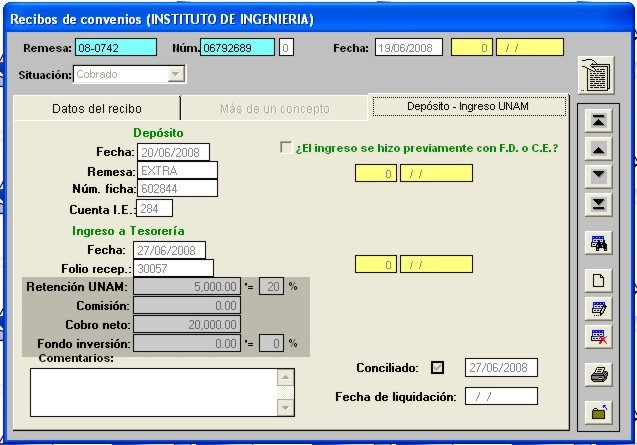 Recibos de convenios (INSTITUTO DE INGENIERIA)
Remesa: 08-0742 Núm. 06792689 0 Fecha: 19/06/2008 0 / /
Situación: Cobrado
Datos del recibo Más de un concepto Depósito - Ingreso UNAM
Depósito
Fecha: 20/06/2008 ¿El ingreso se hizo previamente con F.D. o C.E.?
Remesa: EXTRA 0 / /
Núm. ficha: 602844
Cuenta I.E.: 284
Ingreso a Tesorería
Fecha: 27/06/2008
Folio recep.: 30057 0 / /
Retención UNAM: 5,000.00 *= 20 %
Comisión: 0.00
Cobro neto: 20,000.00
Fondo inversión: 0.00 *= 0 %
Comentarios:
Conciliado: 27/06/2008
Fecha de liquidación: / /